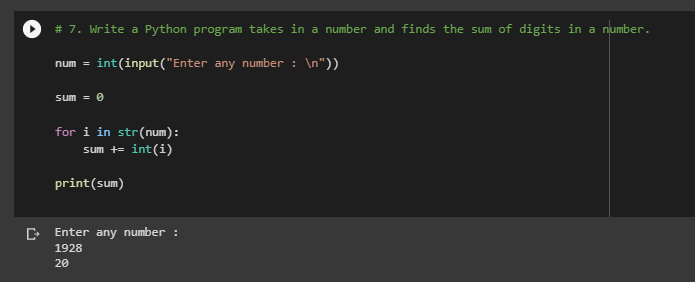 # 7. Write a Python program takes in a number and finds the sum of digits in a number.
num = int(input("Enter any number : \n"))
sum = 0
for i in str(num):
    sum += int(i)
print(sum)
Enter any number :
1928
20